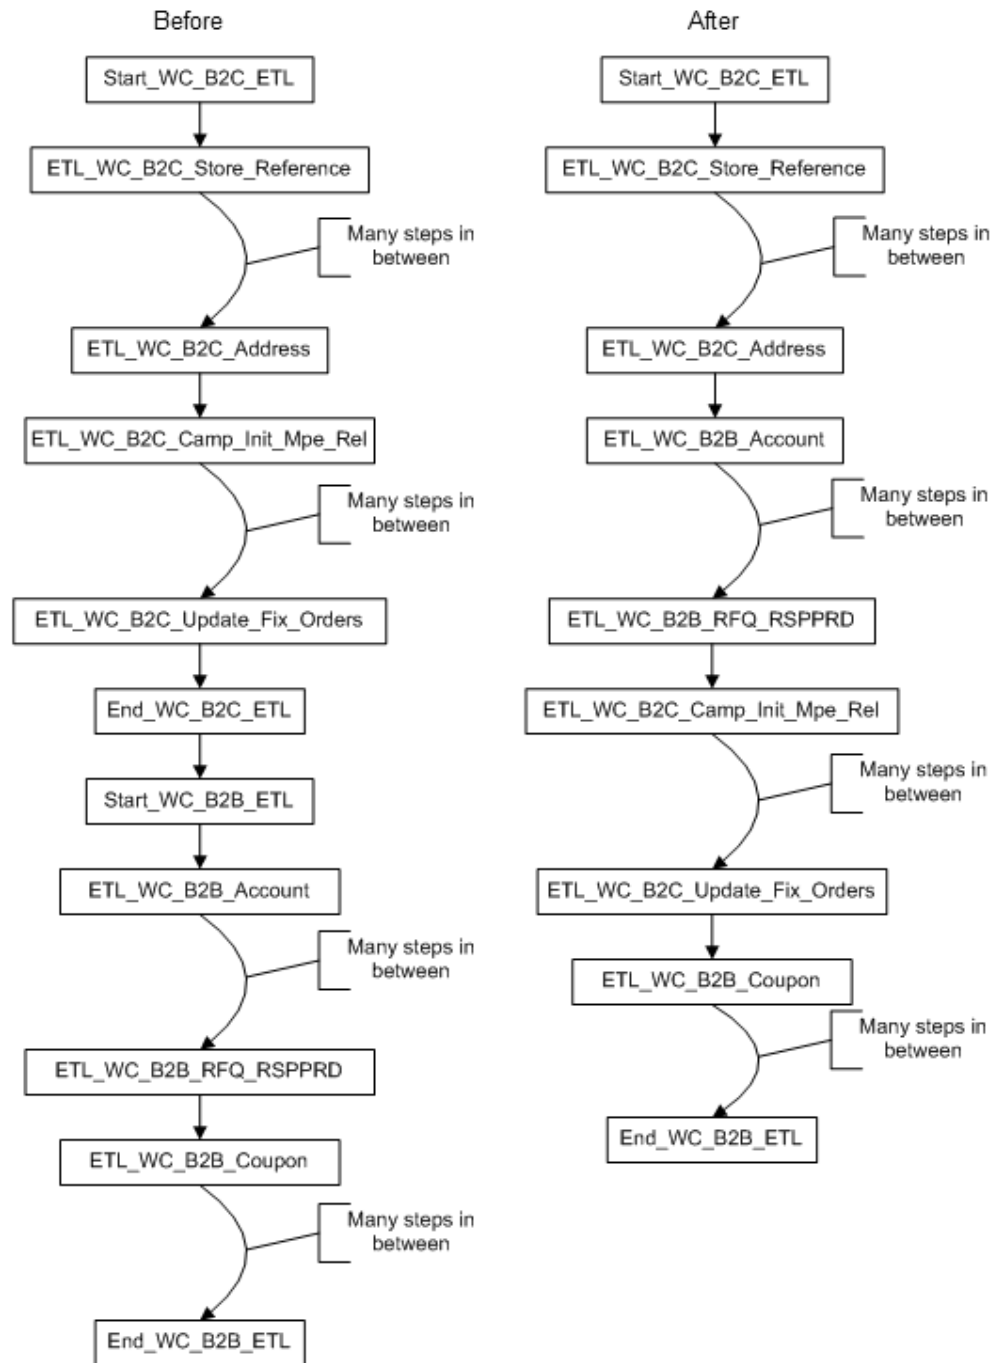 Before
Start_WC_B2C_ETL
ETL_WC_B2C_Store_Reference
Many steps in
between
ETL_WC_B2C_Address
ETL_WC_B2C_Camp_Init_Mpe_Rel
Many steps in
between
ETL_WC_B2C_Update_Fix_Orders
End_WC_B2C_ETL
Start_WC_B2B_ETL
ETL_WC_B2B_Account
Many steps in
between
ETL_WC_B2B_RFQ_RSPPRD
ETL_WC_B2B_Coupon
Many steps in
between
End_WC_B2B_ETL
After
Start_WC_B2C_ETL
ETL_WC_B2C_Store_Reference
Many steps in
between
ETL_WC_B2C_Address
ETL_WC_B2B_Account
Many steps in
between
ETL_WC_B2B_RFQ_RSPPRD
ETL_WC_B2C_Camp_Init_Mpe_Rel
Many steps in
between
ETL_WC_B2C_Update_Fix_Orders
ETL_WC_B2B_Coupon
Many steps in
between
End_WC_B2B_ETL